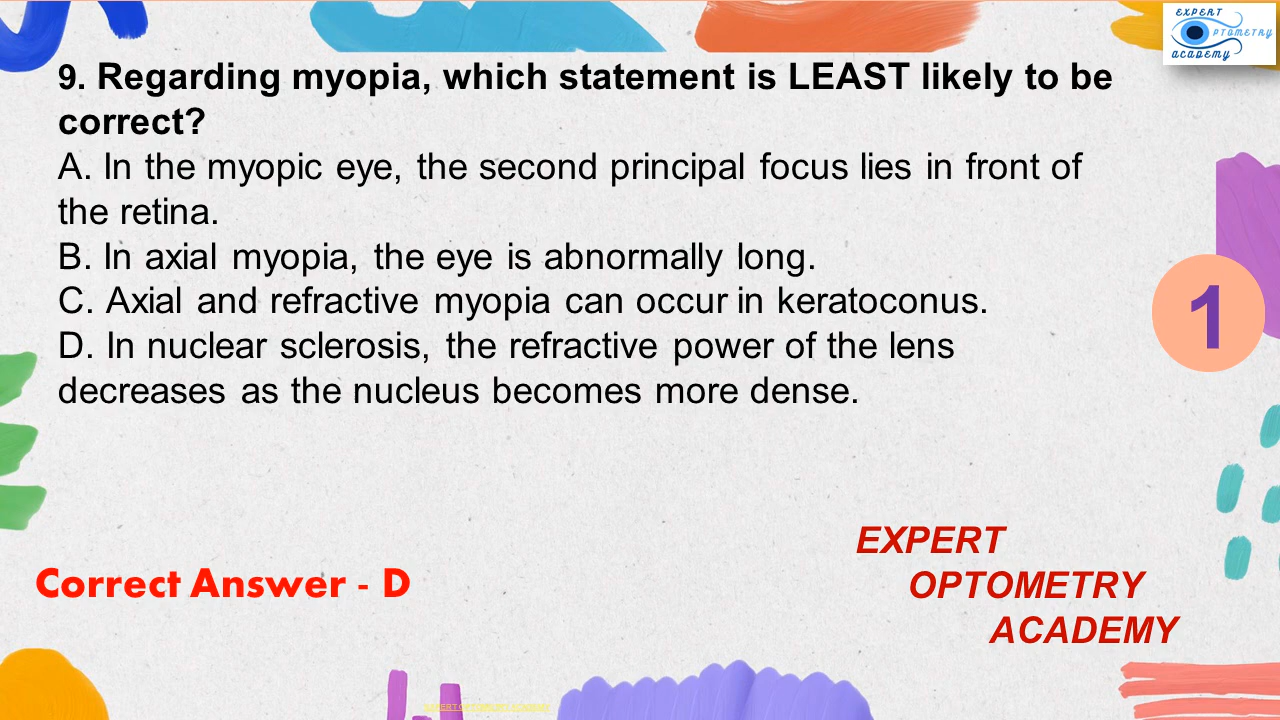 EXPERT
PTOMETRY
academy
9. Regarding myopia, which statement is LEAST likely to be
correct?
A. In the myopic eye, the second principal focus lies in front of
the retina.
B. In axial myopia, the eye is abnormally long.
C. Axial and refractive myopia can occur in keratoconus.
D. In nuclear sclerosis, the refractive power of the lens
decreases as the nucleus becomes more dense.
1
EXPERT
OPTOMETRY
ACADEMY
Correct Answer - D
EXPERT OPTOMETRY ACADEMY